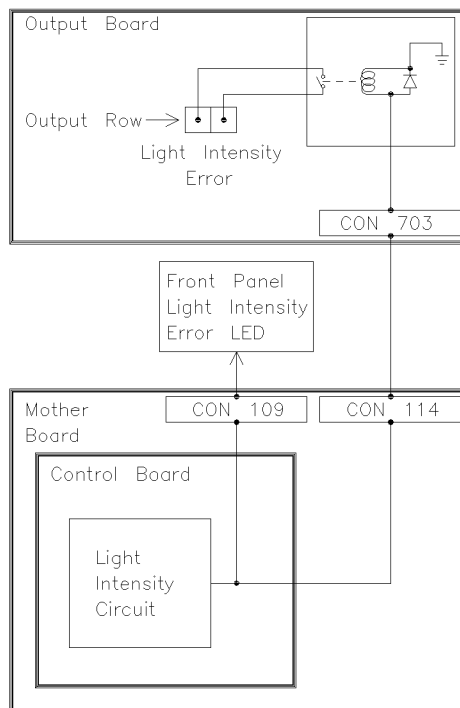 Output Board
Output Row
Light Intensity
Error
CON 703
Front Panel
Light Intensity
Error LED
CON 109
CON 114
Mother
Board
Control Board
Light
Intensity
Circuit